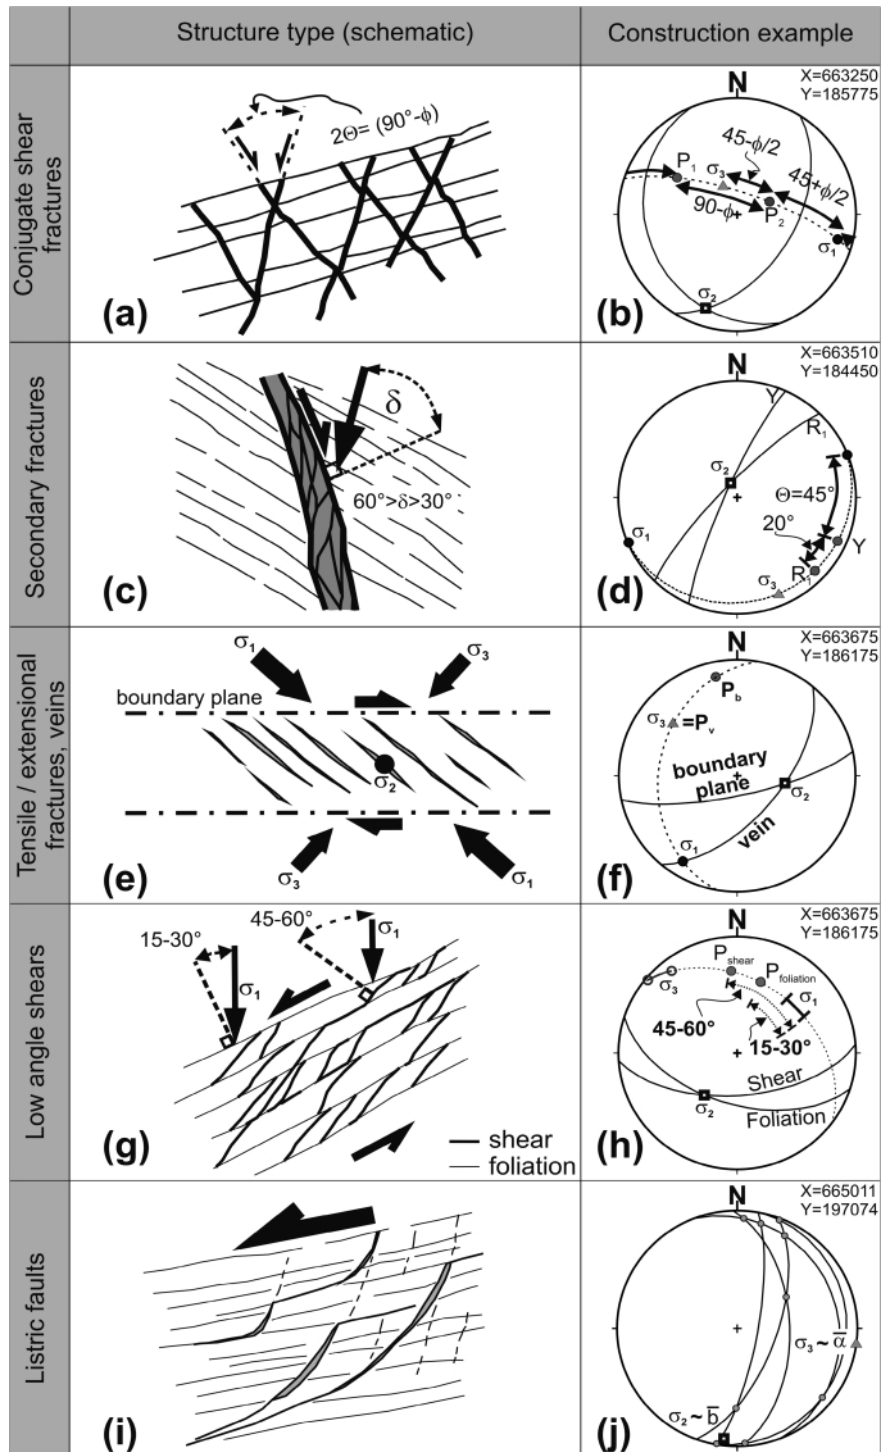 Structure type (schematic)
Construction example
Conjugate shear
fractures
2Θ= (90°-ϕ)
(a)
N
X=663250
Y=185775
45-ϕ/2
45+ϕ/2
P₁
σ₃
90-ϕ
P₂
σ₁
σ₂
(b)
Secondary fractures
δ
60°>δ>30°
(c)
N
X=663510
Y=184450
Y
R₁
σ₂
Θ=45°
20°
σ₁
Y
R₁
σ₃
(d)
Tensile / extensional
fractures, veins
σ₁
σ₃
boundary plane
σ₂
σ₃
σ₁
(e)
N
X=663675
Y=186175
P_b
σ₃=P_v
boundary
plane
σ₂
σ₁
vein
(f)
Low angle shears
15-30°
45-60°
σ₁
σ₁
shear
foliation
(g)
N
X=663675
Y=186175
P_shear
P_foliation
σ₃
σ₁
45-60°
15-30°
Shear
σ₂
Foliation
(h)
Listric faults
(i)
N
X=665011
Y=197074
σ₃~a̅
σ₂~b̅
(j)